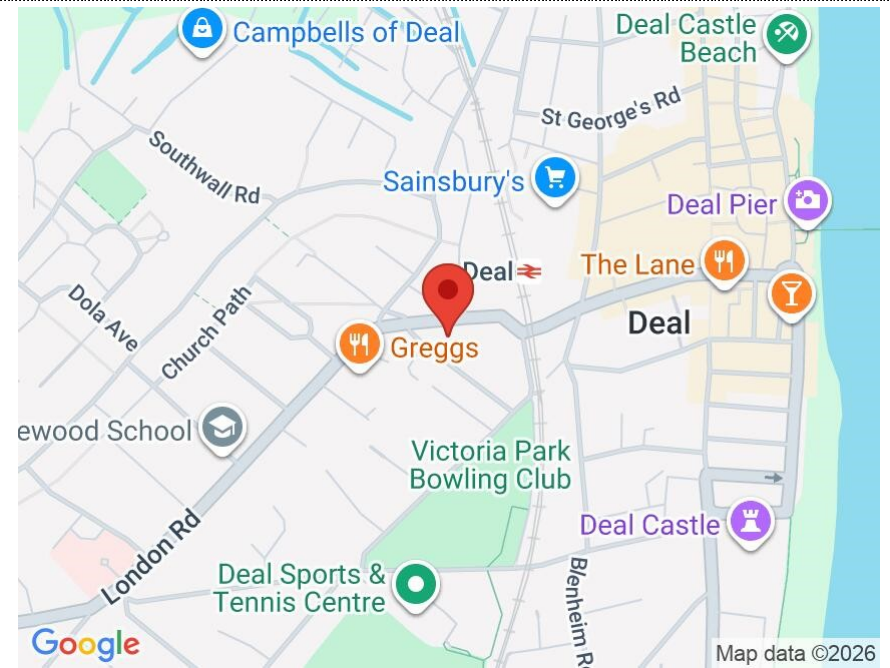 Campbells of Deal
Deal Castle
Beach
St George's Rd
Southwall Rd
Sainsbury's
Deal Pier
Deal
The Lane
Dola Ave
Church Path
Deal
Greggs
ewood School
Victoria Park
Bowling Club
London Rd
Deal Castle
Deal Sports &
Tennis Centre
Blenheim R
Google
Map data ©2026